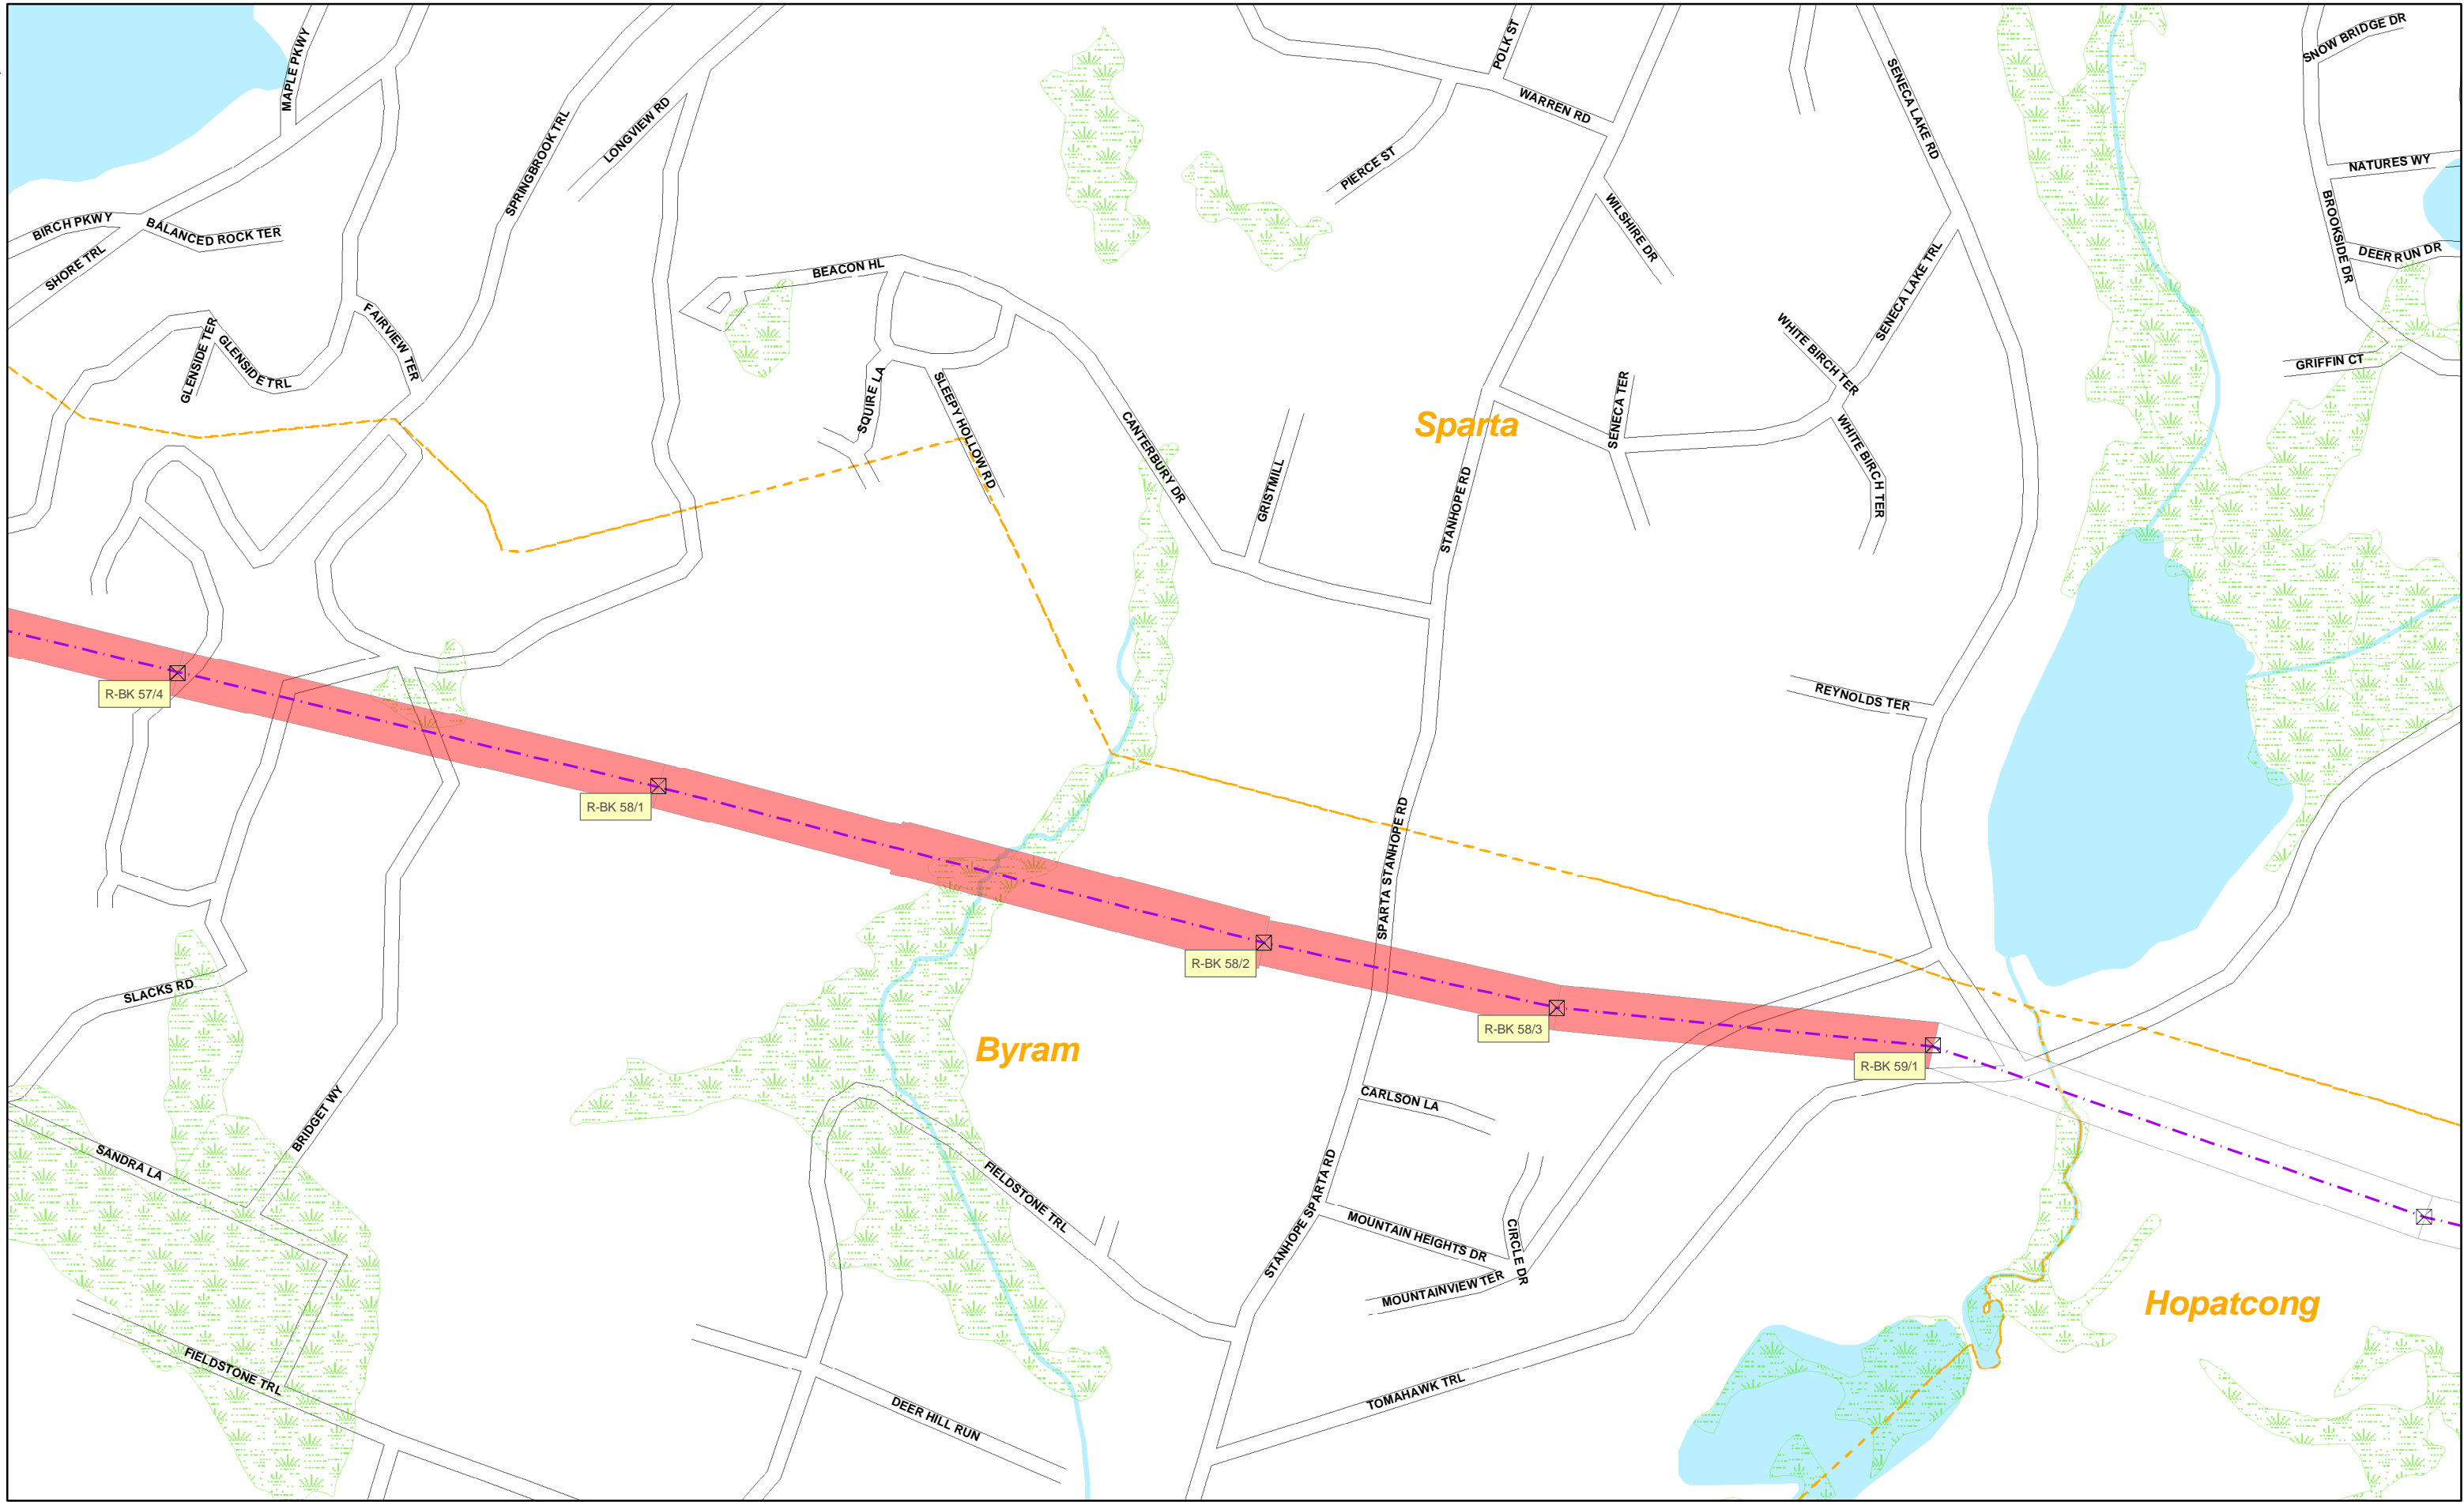 MAPLE PKWY
SPRINGBROOK TRL
LONGVIEW RD
POLK ST
WARREN RD
PIERCE ST
SENECA LAKE RD
SNOW BRIDGE DR
NATURES WY
BROOKSIDE DR
DEER RUN DR
GRIFFIN CT
BIRCH PKWY
BALANCED ROCK TER
SHORE TRL
WILSHIRE DR
SENECA LAKE TRL
BEACON HL
GLENSIDE TER
GLENSIDE TRL
FAIRVIEW TER
WHITE BIRCH TER
SQUIRE LA
SLEEPY HOLLOW RD
CANTERBURY DR
Sparta
SENECA TER
WHITE BIRCH TER
GRISTMILL
STANHOPE RD
R-BK 57/4
REYNOLDS TER
R-BK 58/1
SPARTA STANHOPE RD
R-BK 58/2
SLACKS RD
R-BK 58/3
Byram
R-BK 59/1
CARLSON LA
BRIDGET WY
SANDRA LA
FIELDSTONE TRL
STANHOPE SPARTA RD
MOUNTAIN HEIGHTS DR
CIRCLE DR
MOUNTAINVIEW TER
Hopatcong
FIELDSTONE TRL
DEER HILL RUN
TOMAHAWK TRL